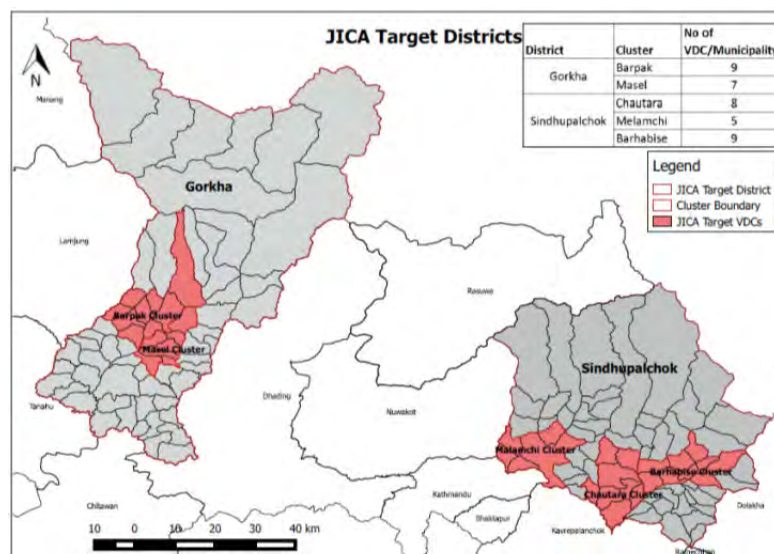 JICA Target Districts
N
District Cluster No of VDC/Municipality
Gorkha Barpak 9
Masel 7
Sindhupalchok Chautara 8
Melamchi 5
Barhabise 9
Legend
JICA Target District
Cluster Boundary
JICA Target VDCs
Manang
Gorkha
Lamjung
Rasuwa
Barpak Cluster
Masel Cluster
Sindhupalchok
Dhading
Nuwakot
Tanahu
Malamchi Cluster
Barhabise Cluster
Chautara Cluster
Kathmandu
Dolakha
Chitawan
Bhaktapur
Kavrepalanchok
10 0 10 20 30 40 km